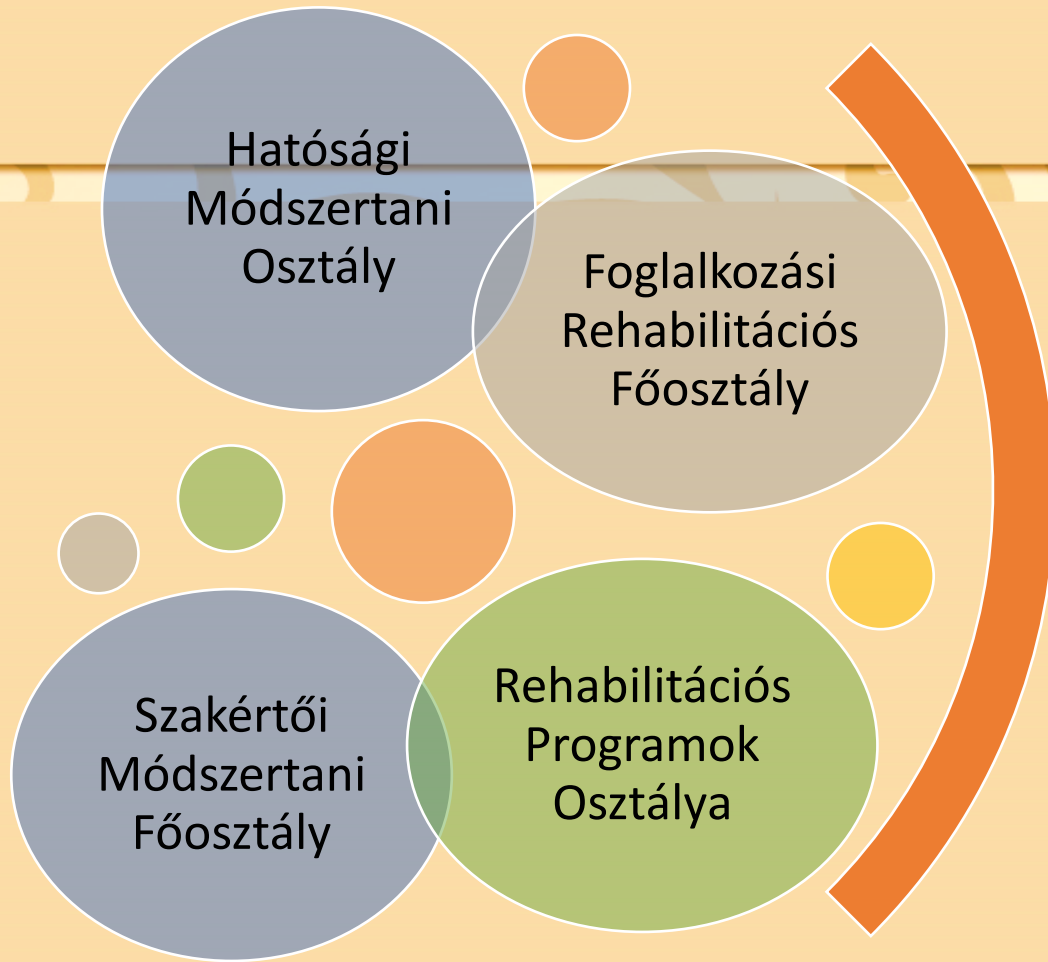 Hatósági
Módszertani
Osztály
Foglalkozási
Rehabilitációs
Főosztály
Szakértői
Módszertani
Főosztály
Rehabilitációs
Programok
Osztálya